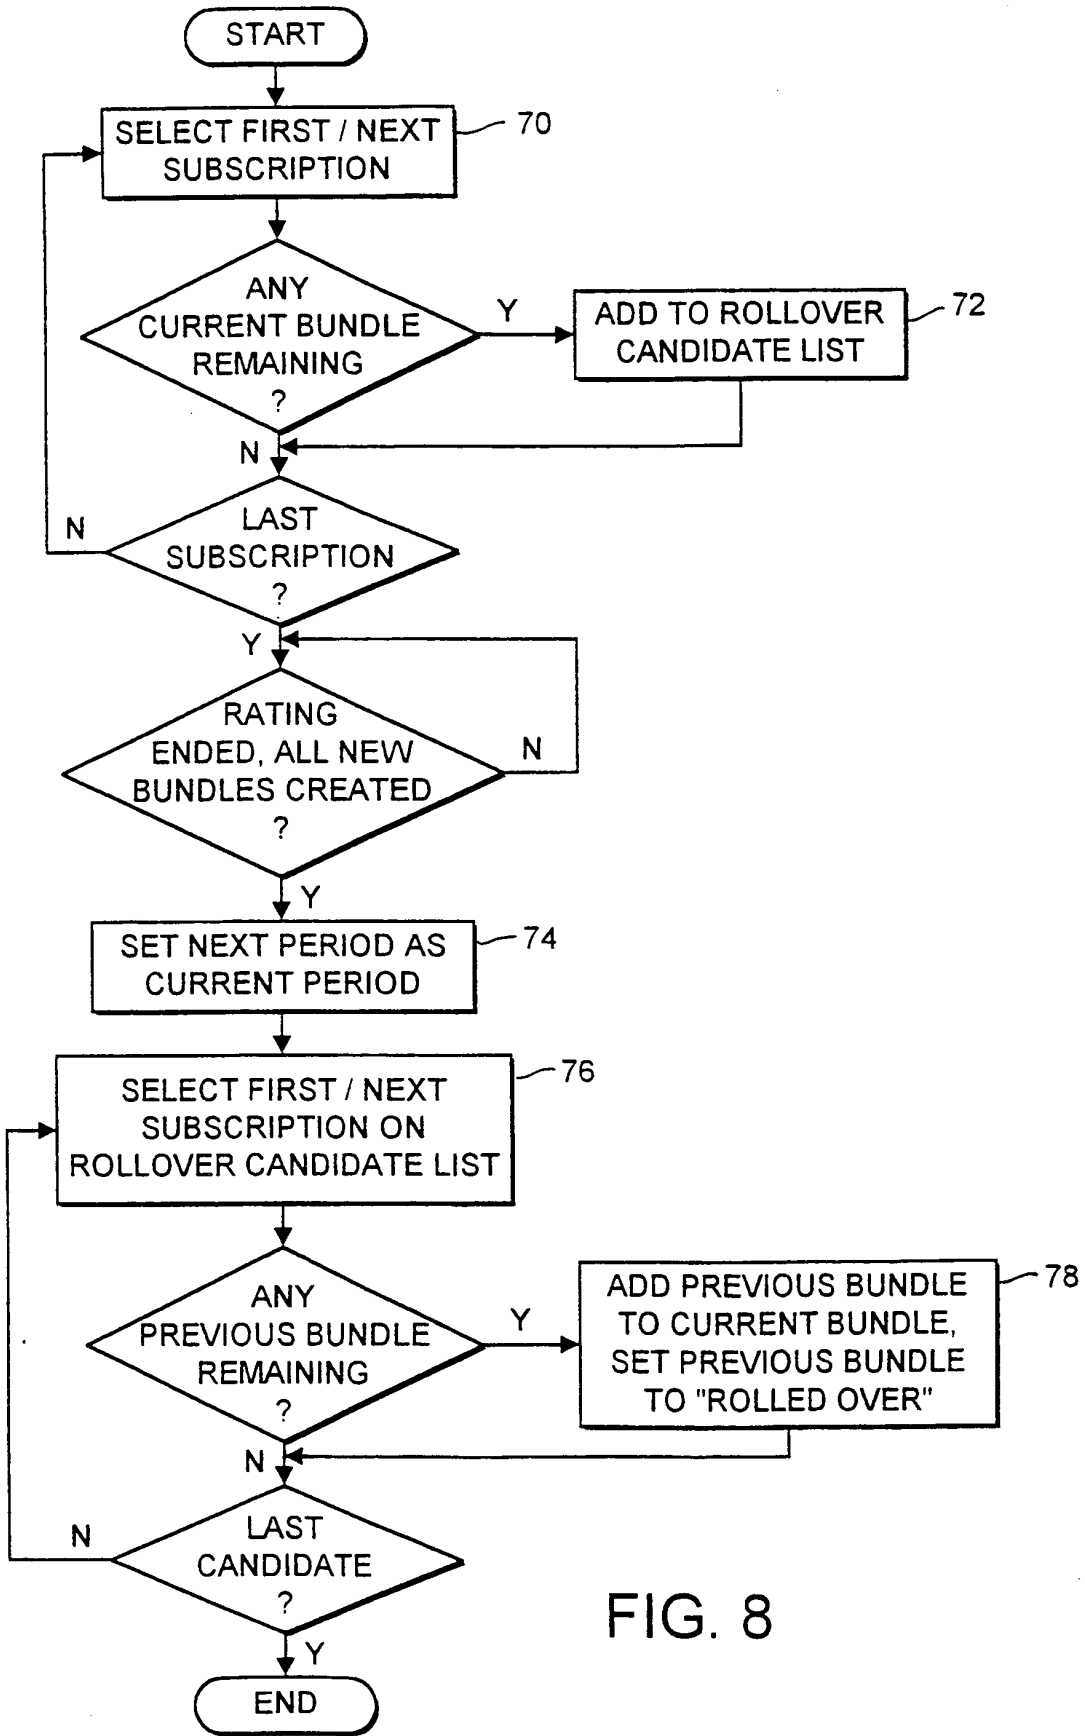 START
SELECT FIRST / NEXT
SUBSCRIPTION
70
ANY
CURRENT BUNDLE
REMAINING
?
Y
ADD TO ROLLOVER
CANDIDATE LIST
72
N
LAST
SUBSCRIPTION
?
N
Y
RATING
ENDED, ALL NEW
BUNDLES CREATED
?
N
Y
SET NEXT PERIOD AS
CURRENT PERIOD
74
SELECT FIRST / NEXT
SUBSCRIPTION ON
ROLLOVER CANDIDATE LIST
76
ANY
PREVIOUS BUNDLE
REMAINING
?
Y
ADD PREVIOUS BUNDLE
TO CURRENT BUNDLE,
SET PREVIOUS BUNDLE
TO "ROLLED OVER"
78
N
LAST
CANDIDATE
?
N
Y
END
FIG. 8